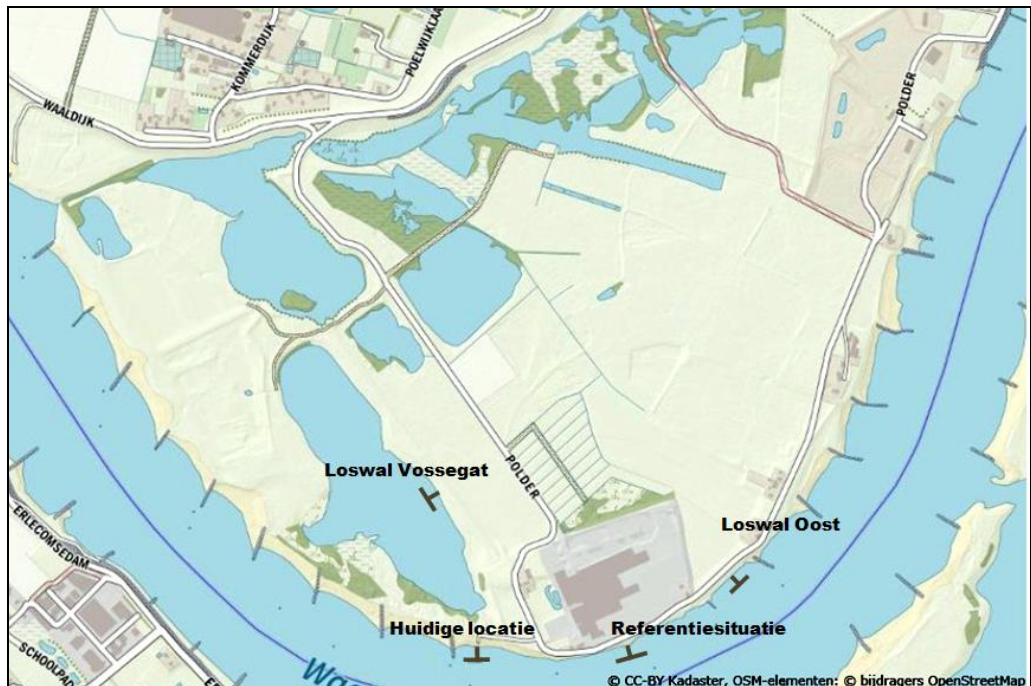 WAALDIJK
KOMMERDIJK
POELWIJKLAA
POLDER
Loswal Vossegat
POLDER
Loswal Oost
ERLECOMSEDAM
Huidige locatie
Referentiesituatie
SCHOOLPAD
Waa
© CC-BY Kadaster, OSM-elementen: © bijdragers OpenStreetMap